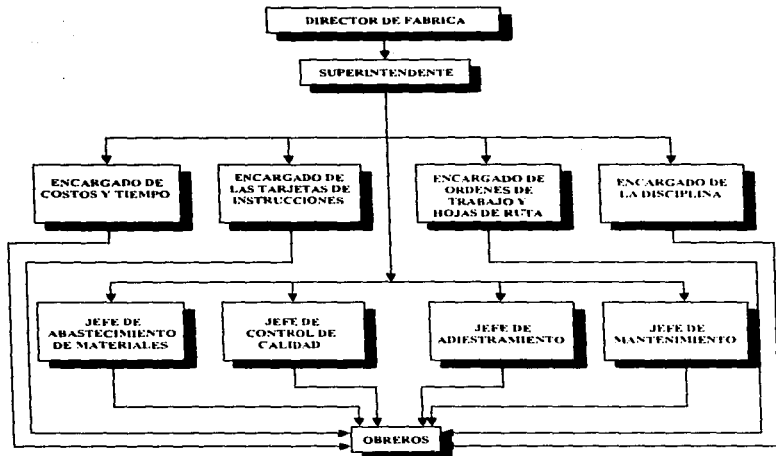 DIRECTOR DE FABRICA
SUPERINTENDENTE
ENCARGADO DE
COSTOS Y TIEMPO
ENCARGADO DE
LAS TARJETAS DE
INSTRUCCIONES
ENCARGADO DE
ORDENES DE
TRABAJO Y
HOJAS DE RUTA
ENCARGADO DE
LA DISCIPLINA
JEFE DE
ABASTECIMIENTO
DE MATERIALES
JEFE DE
CONTROL DE
CALIDAD
JEFE DE
ADIESTRAMIENTO
JEFE DE
MANTENIMIENTO
OBREROS